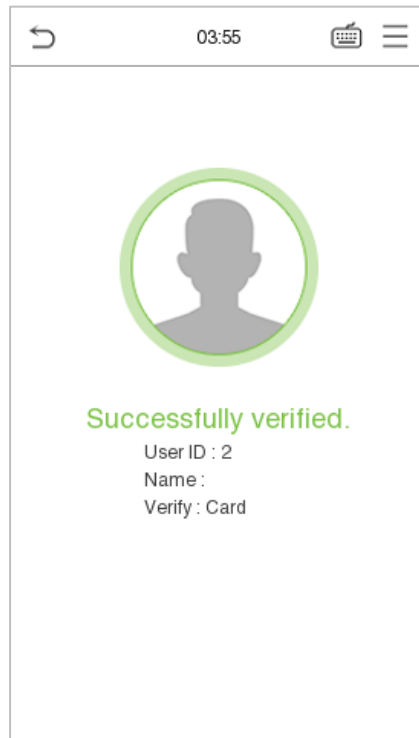 03:55
Successfully verified.
User ID : 2
Name :
Verify : Card